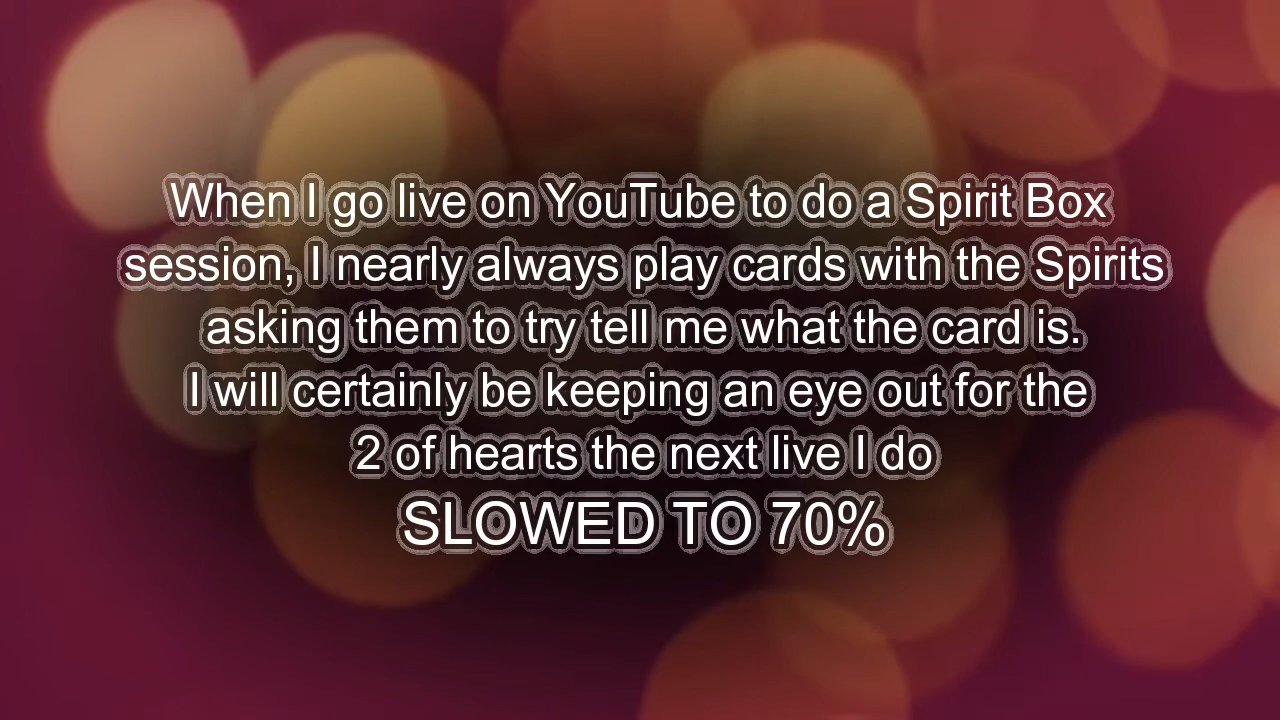 When I go live on YouTube to do a Spirit Box
session, I nearly always play cards with the Spirits
asking them to try tell me what the card is.
I will certainly be keeping an eye out for the
2 of hearts the next live I do
SLOWED TO 70%